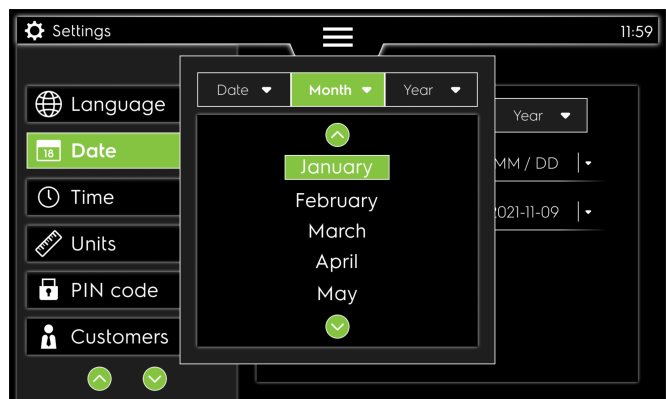 Settings
11:59
Language
18 Date
Time
Units
PIN code
Customers
Date Month Year
January
February
March
April
May
Year
MM / DD
2021-11-09